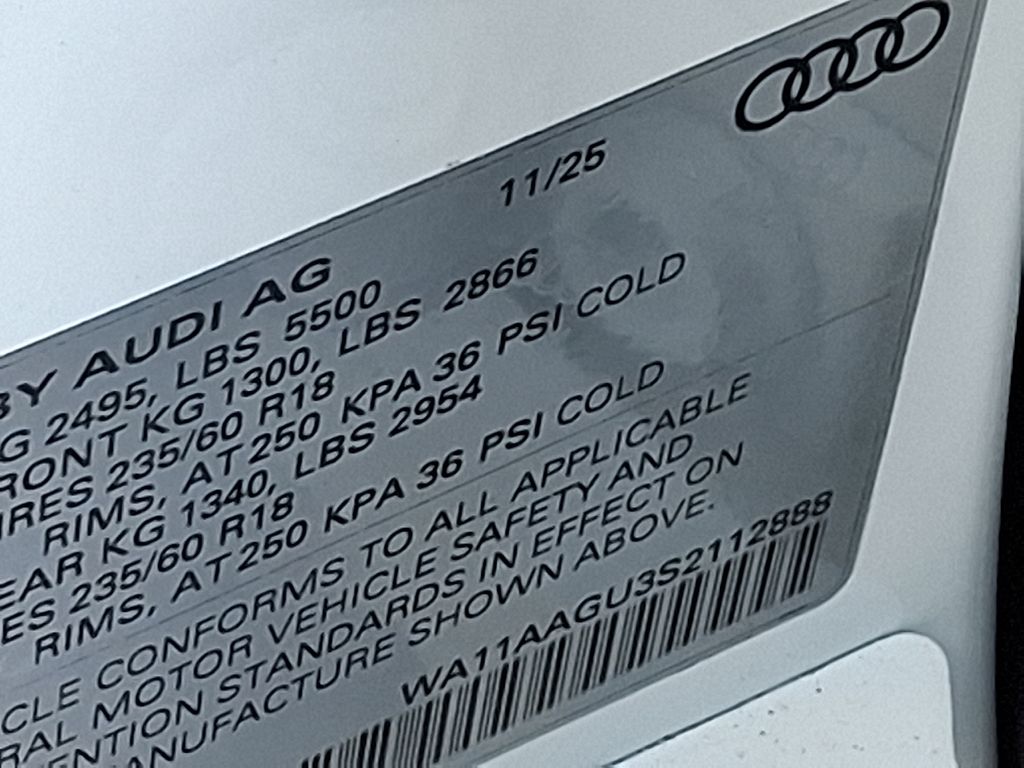 11/25
BY AUDI AG
G 2495, LBS 5500
RONT KG 1300, LBS 2866
IRES 235/60 R18
RIMS, AT 250 KPA 36 PSI COLD
EAR KG 1340, LBS 2954
ES 235/60 R18
RIMS, AT 250 KPA 36 PSI COLD
CLE CONFORMS TO ALL APPLICABLE
RAL MOTOR VEHICLE SAFETY AND
ENTION STANDARDS IN EFFECT ON
ANUFACTURE SHOWN ABOVE.
WA11AAGU3S2112888